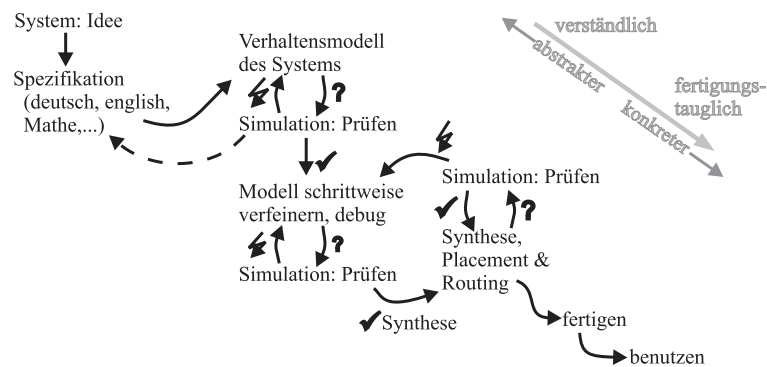 System: Idee
Spezifikation
(deutsch, english,
Mathe,...)
Verhaltensmodell
des Systems
?
Simulation: Prüfen
Modell schrittweise
verfeinern, debug
?
Simulation: Prüfen
Synthese
Simulation: Prüfen
?
Synthese,
Placement &
Routing
fertigen
benutzen
verständlich
abstrakter
konkreter
fertigungs-
tauglich